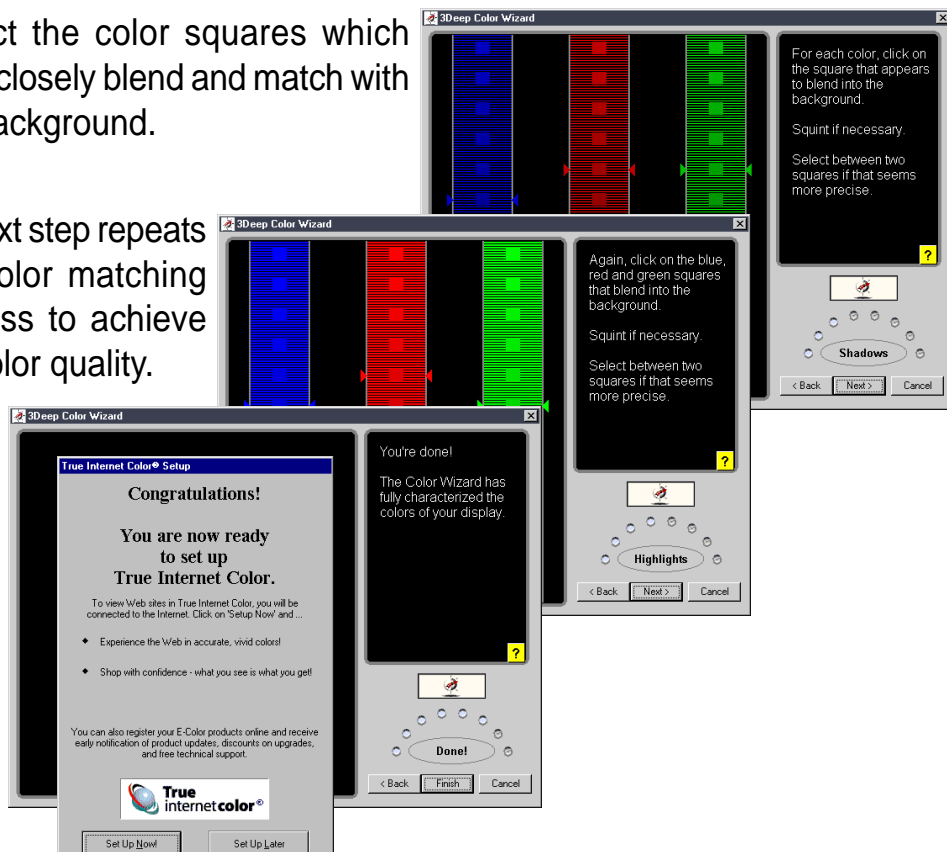 ct the color squares which
closely blend and match with
ackground.
xt step repeats
olor matching
ss to achieve
olor quality.
3Deep Color Wizard
For each color, click on
the square that appears
to blend into the
background.
Squint if necessary.
Select between two
squares if that seems
more precise.
?
Shadows
< Back
Next >
Cancel
3Deep Color Wizard
Again, click on the blue,
red and green squares
that blend into the
background.
Squint if necessary.
Select between two
squares if that seems
more precise.
?
Highlights
< Back
Next >
Cancel
3Deep Color Wizard
True Internet Color® Setup
Congratulations!
You are now ready
to set up
True Internet Color.
To view Web sites in True Internet Color, you will be
connected to the Internet. Click on 'Setup Now' and ...
◆ Experience the Web in accurate, vivid colors!
◆ Shop with confidence - what you see is what you get!
You can also register your E-Color products online and receive
early notification of product updates, discounts on upgrades,
and free technical support.
True
internetcolor®
Set Up Now!
Set Up Later
You're done!
The Color Wizard has
fully characterized the
colors of your display.
?
Done!
< Back
Finish
Cancel